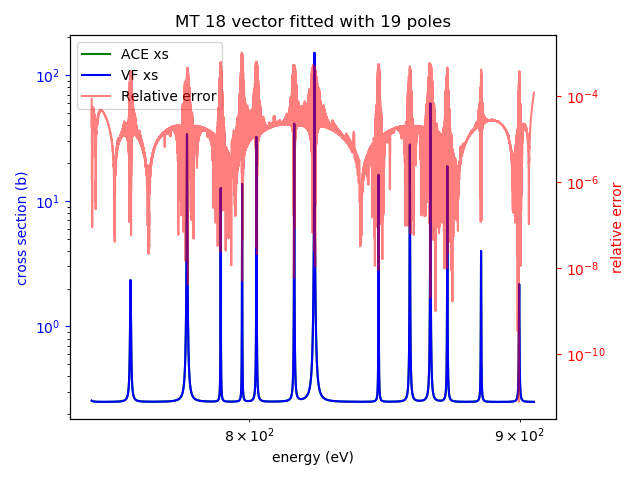 MT 18 vector fitted with 19 poles
ACE xs
VF xs
Relative error
cross section (b)
10²
10¹
10⁰
10⁻⁴
10⁻⁶
10⁻⁸
10⁻¹⁰
relative error
8 × 10²
9 × 10²
energy (eV)